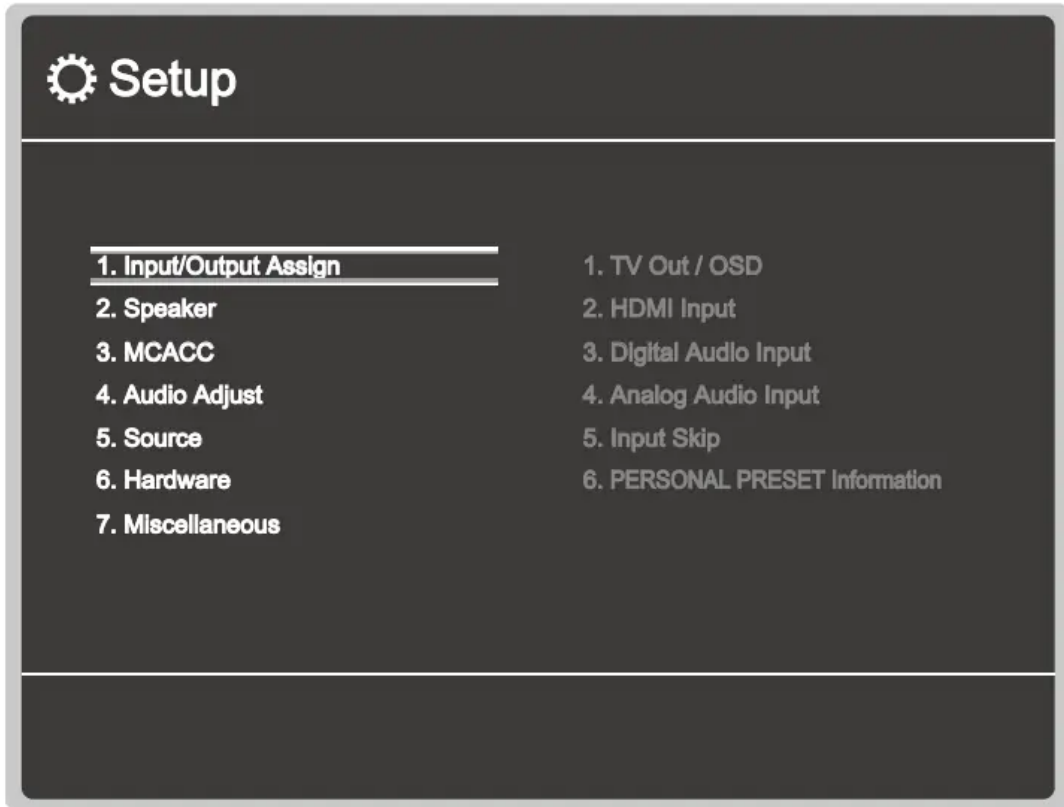 Setup
1. Input/Output Assign
2. Speaker
3. MCACC
4. Audio Adjust
5. Source
6. Hardware
7. Miscellaneous
1. TV Out / OSD
2. HDMI Input
3. Digital Audio Input
4. Analog Audio Input
5. Input Skip
6. PERSONAL PRESET Information